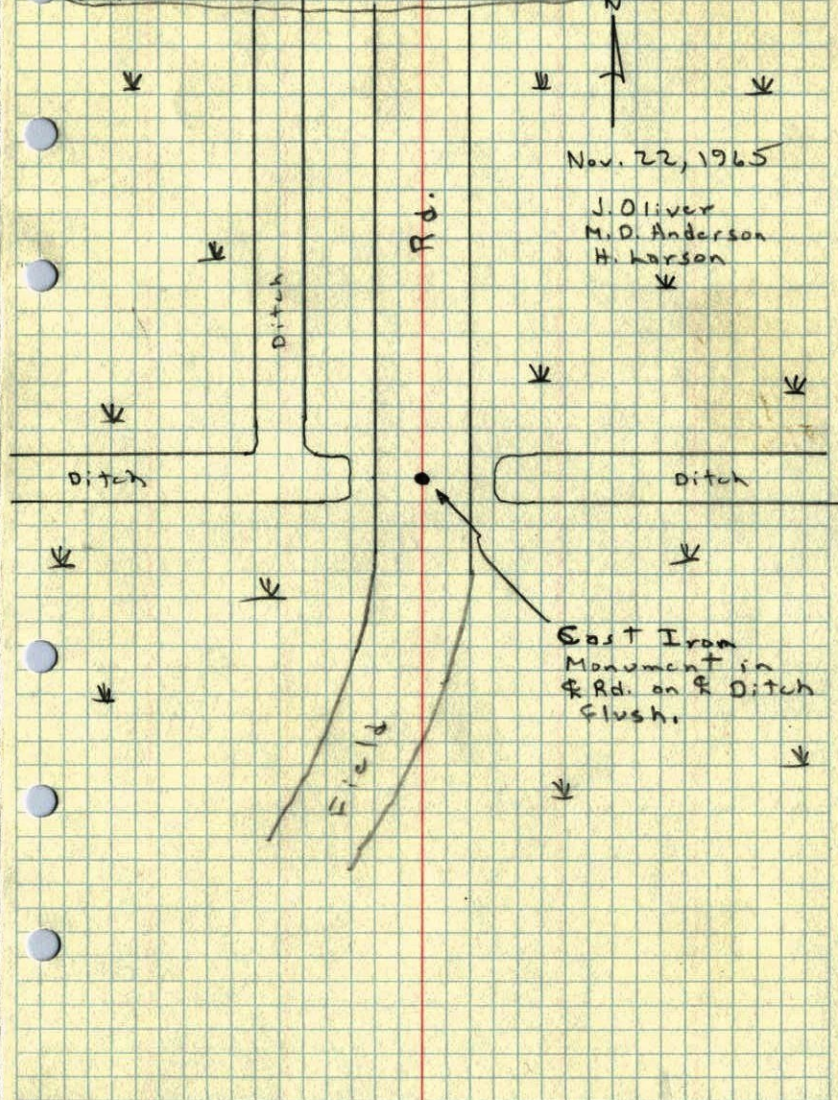 N
Nov. 22, 1965
J. Oliver
M. D. Anderson
H. Larson
Rd.
Ditch
Ditch
Ditch
Cast Iron
Monument in
℄ Rd. on ℄ Ditch
flush.
Field